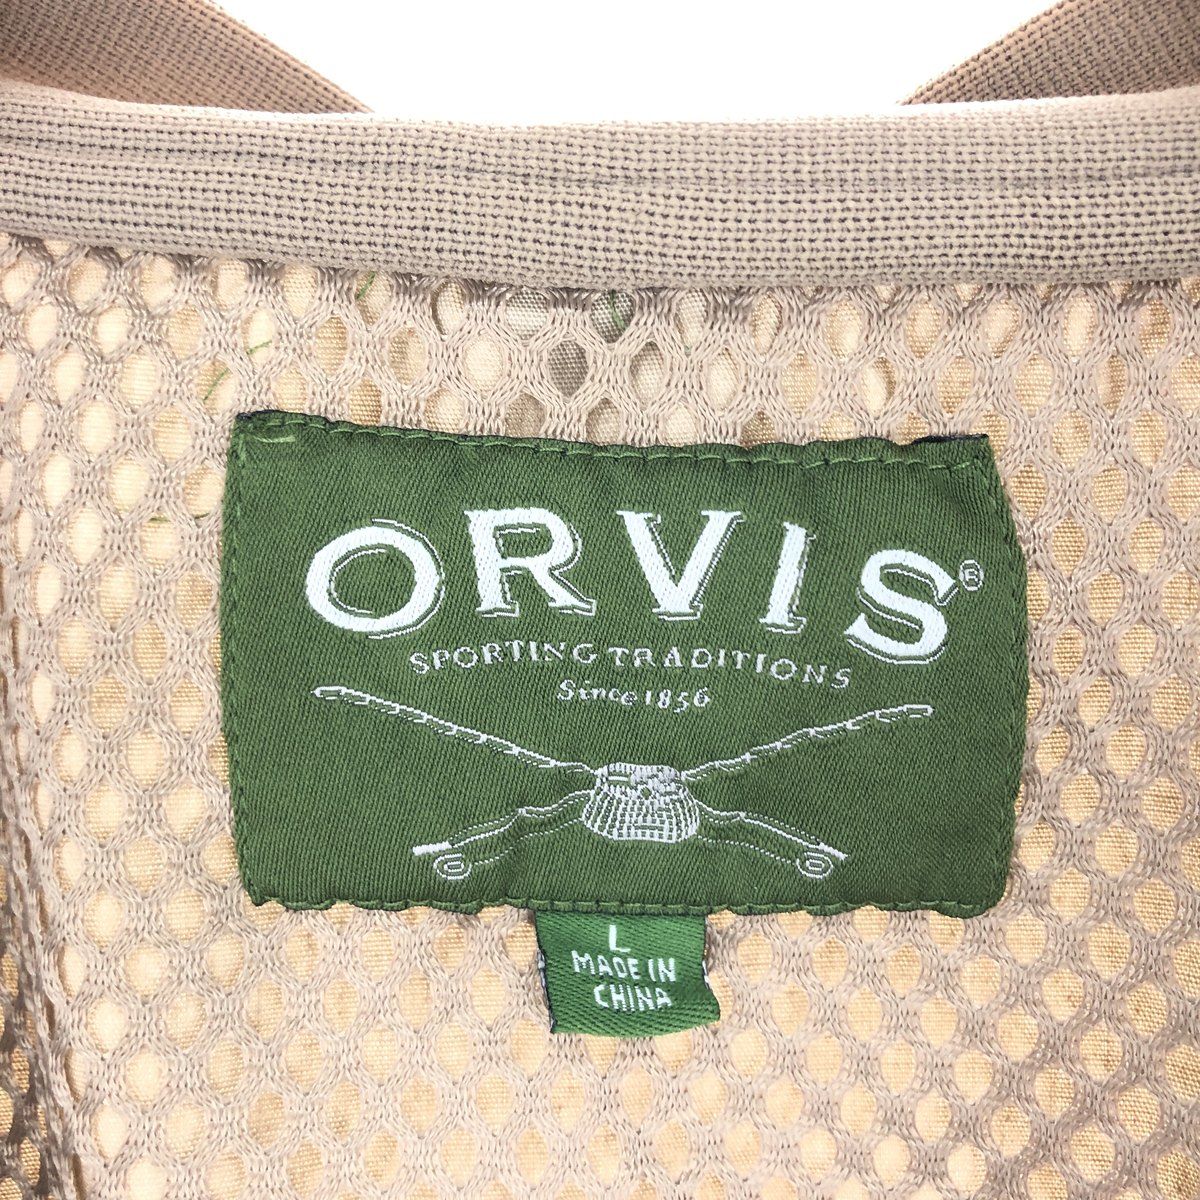 ORVIS®
SPORTING TRADITIONS
Since 1856
L
MADE IN
CHINA